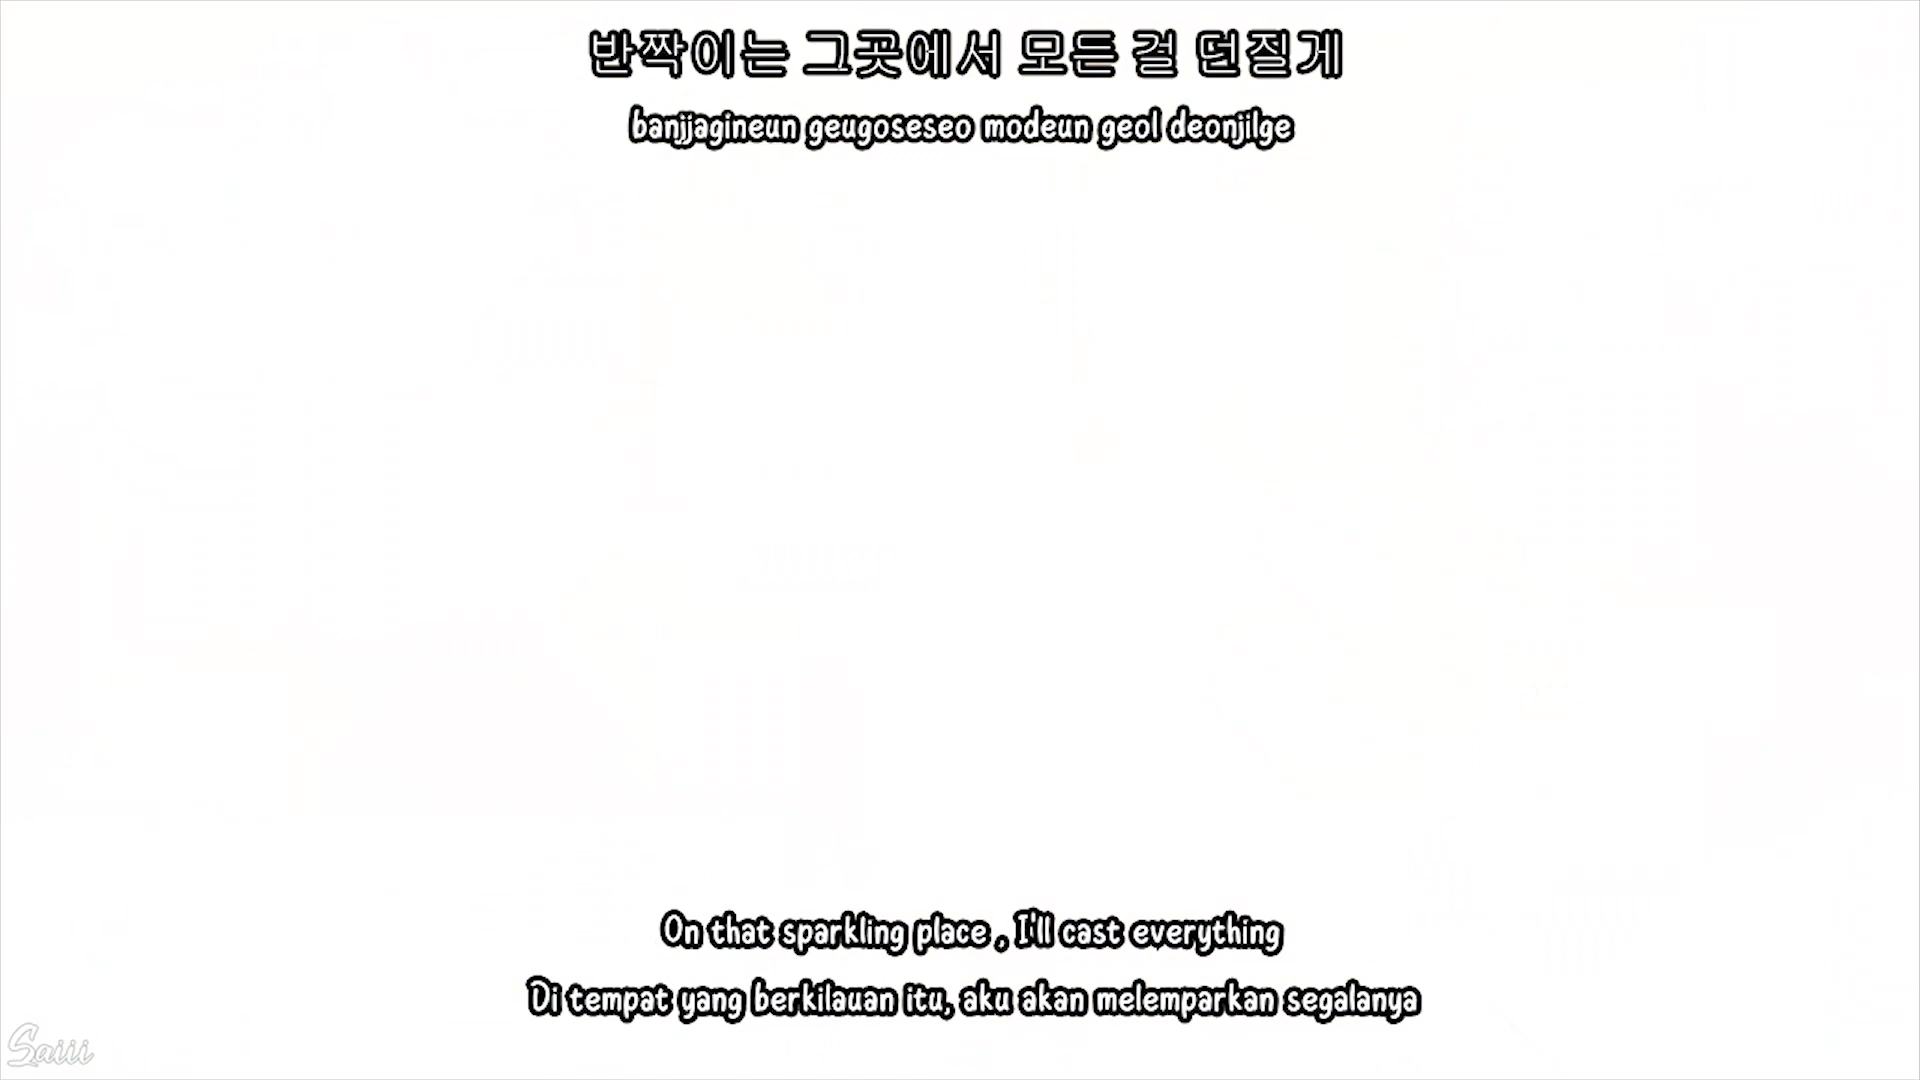 반짝이는 그곳에서 모든 걸 던질게
banjjagineun geugoseseo modeun geol deonjilge
On that sparkling place , I'll cast everything
Di tempat yang berkilauan itu, aku akan melemparkan segalanya
Saiii